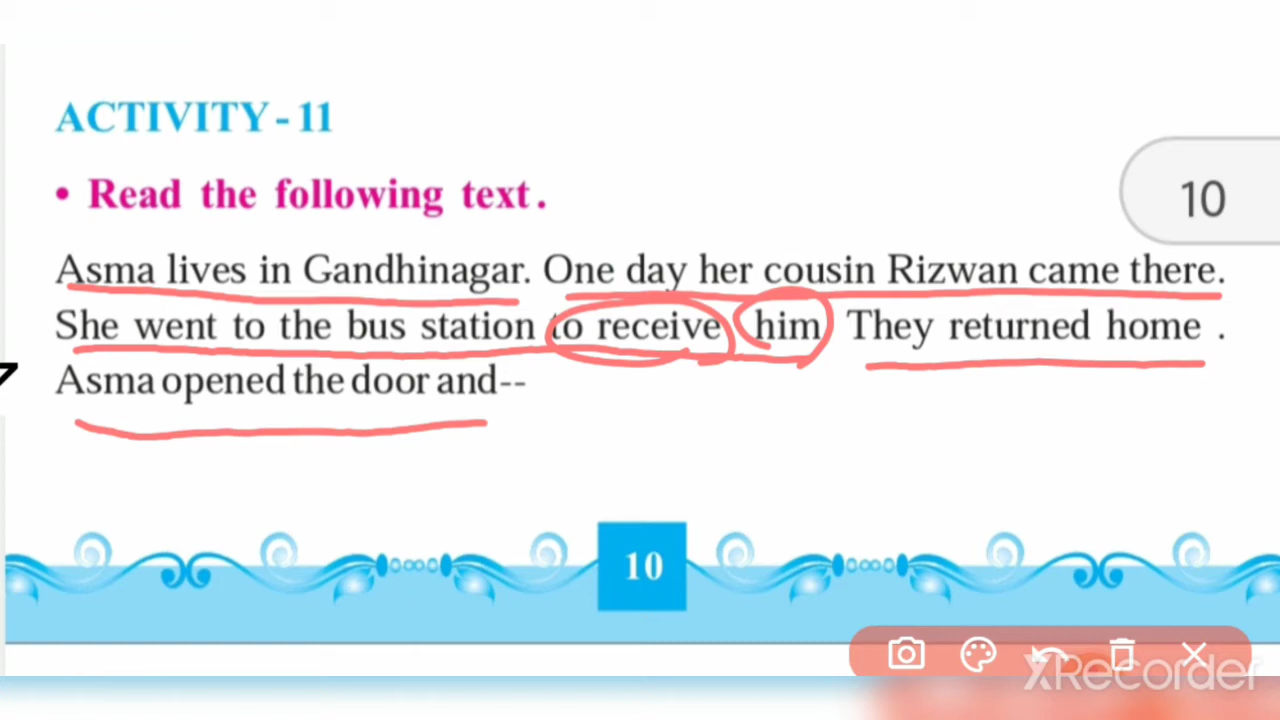 ACTIVITY - 11
• Read the following text.
10
Asma lives in Gandhinagar. One day her cousin Rizwan came there.
She went to the bus station to receive him They returned home .
Asma opened the door and--
10
XRecorder